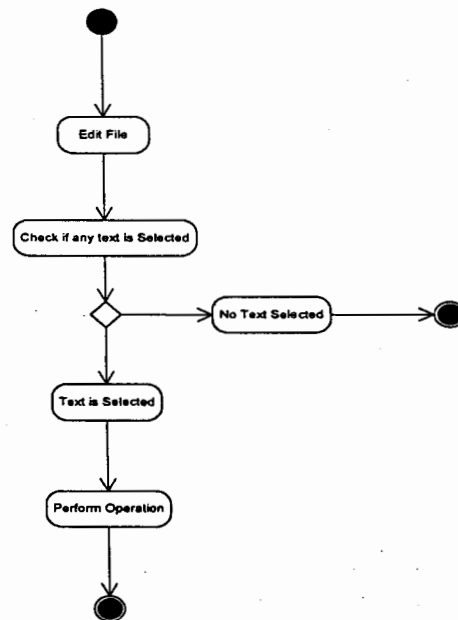 Edit File
Check if any text is Selected
No Text Selected
Text is Selected
Perform Operation